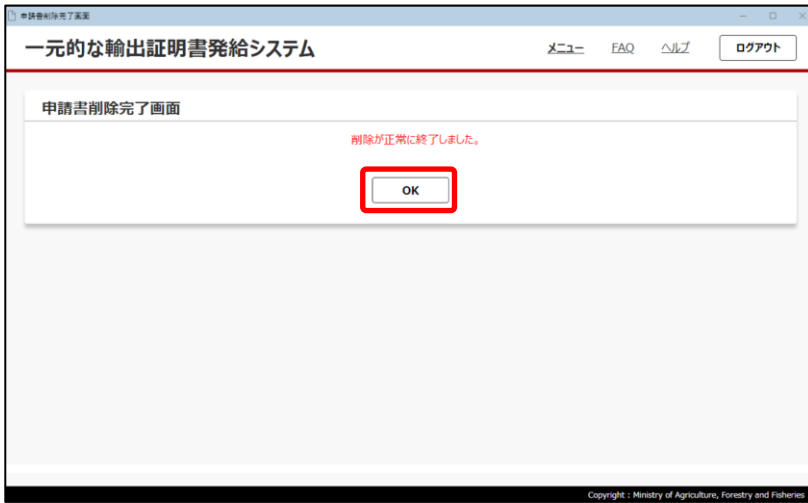 申請書削除完了画面
一元的な輸出証明書発給システム
メニュー FAQ ヘルプ ログアウト
申請書削除完了画面
削除が正常に終了しました。
OK
Copyright : Ministry of Agriculture, Forestry and Fisheries